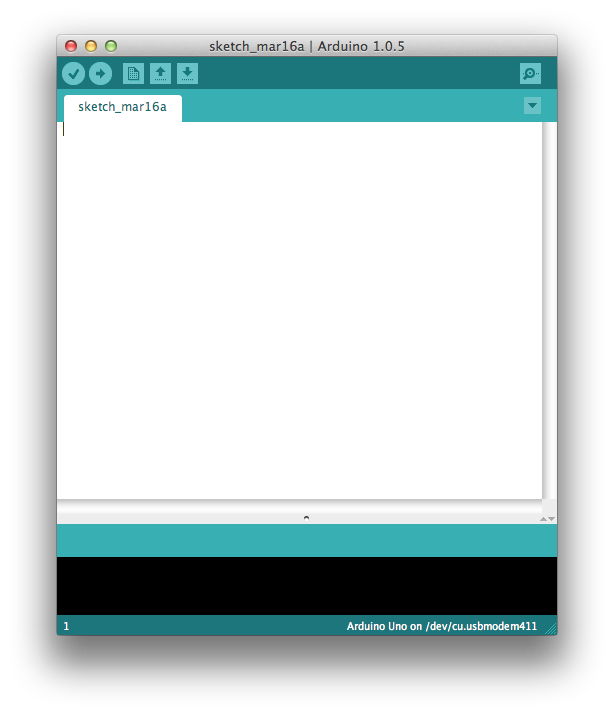 sketch_mar16a | Arduino 1.0.5
sketch_mar16a
1
Arduino Uno on /dev/cu.usbmodem411